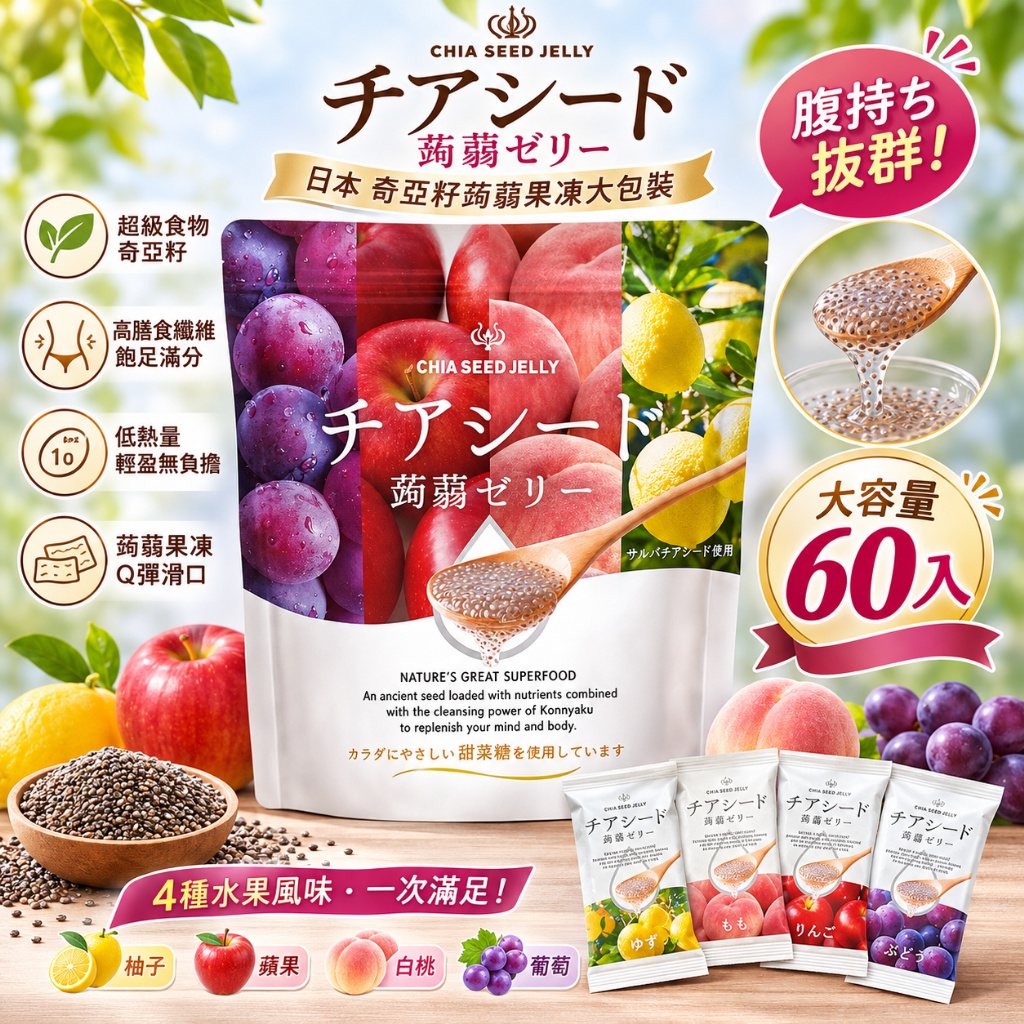 CHIA SEED JELLY
チアシード
蒟蒻ゼリー
日本 奇亞籽蒟蒻果凍大包裝
腹持ち
抜群!
超級食物
奇亞籽
高膳食纖維
飽足滿分
低熱量
輕盈無負擔
10
蒟蒻果凍
Q彈滑口
CHIA SEED JELLY
チアシード
蒟蒻ゼリー
サルバチアシード使用
NATURE'S GREAT SUPERFOOD
An ancient seed loaded with nutrients combined
with the cleansing power of Konnyaku
to replenish your mind and body.
カラダにやさしい甜菜糖を使用しています
大容量
60入
4種水果風味・一次滿足!
柚子
蘋果
白桃
葡萄
CHIA SEED JELLY
チアシード
蒟蒻ゼリー
ゆず
CHIA SEED JELLY
チアシード
蒟蒻ゼリー
もも
CHIA SEED JELLY
チアシード
蒟蒻ゼリー
りんご
CHIA SEED JELLY
チアシード
蒟蒻ゼリー
ぶどう